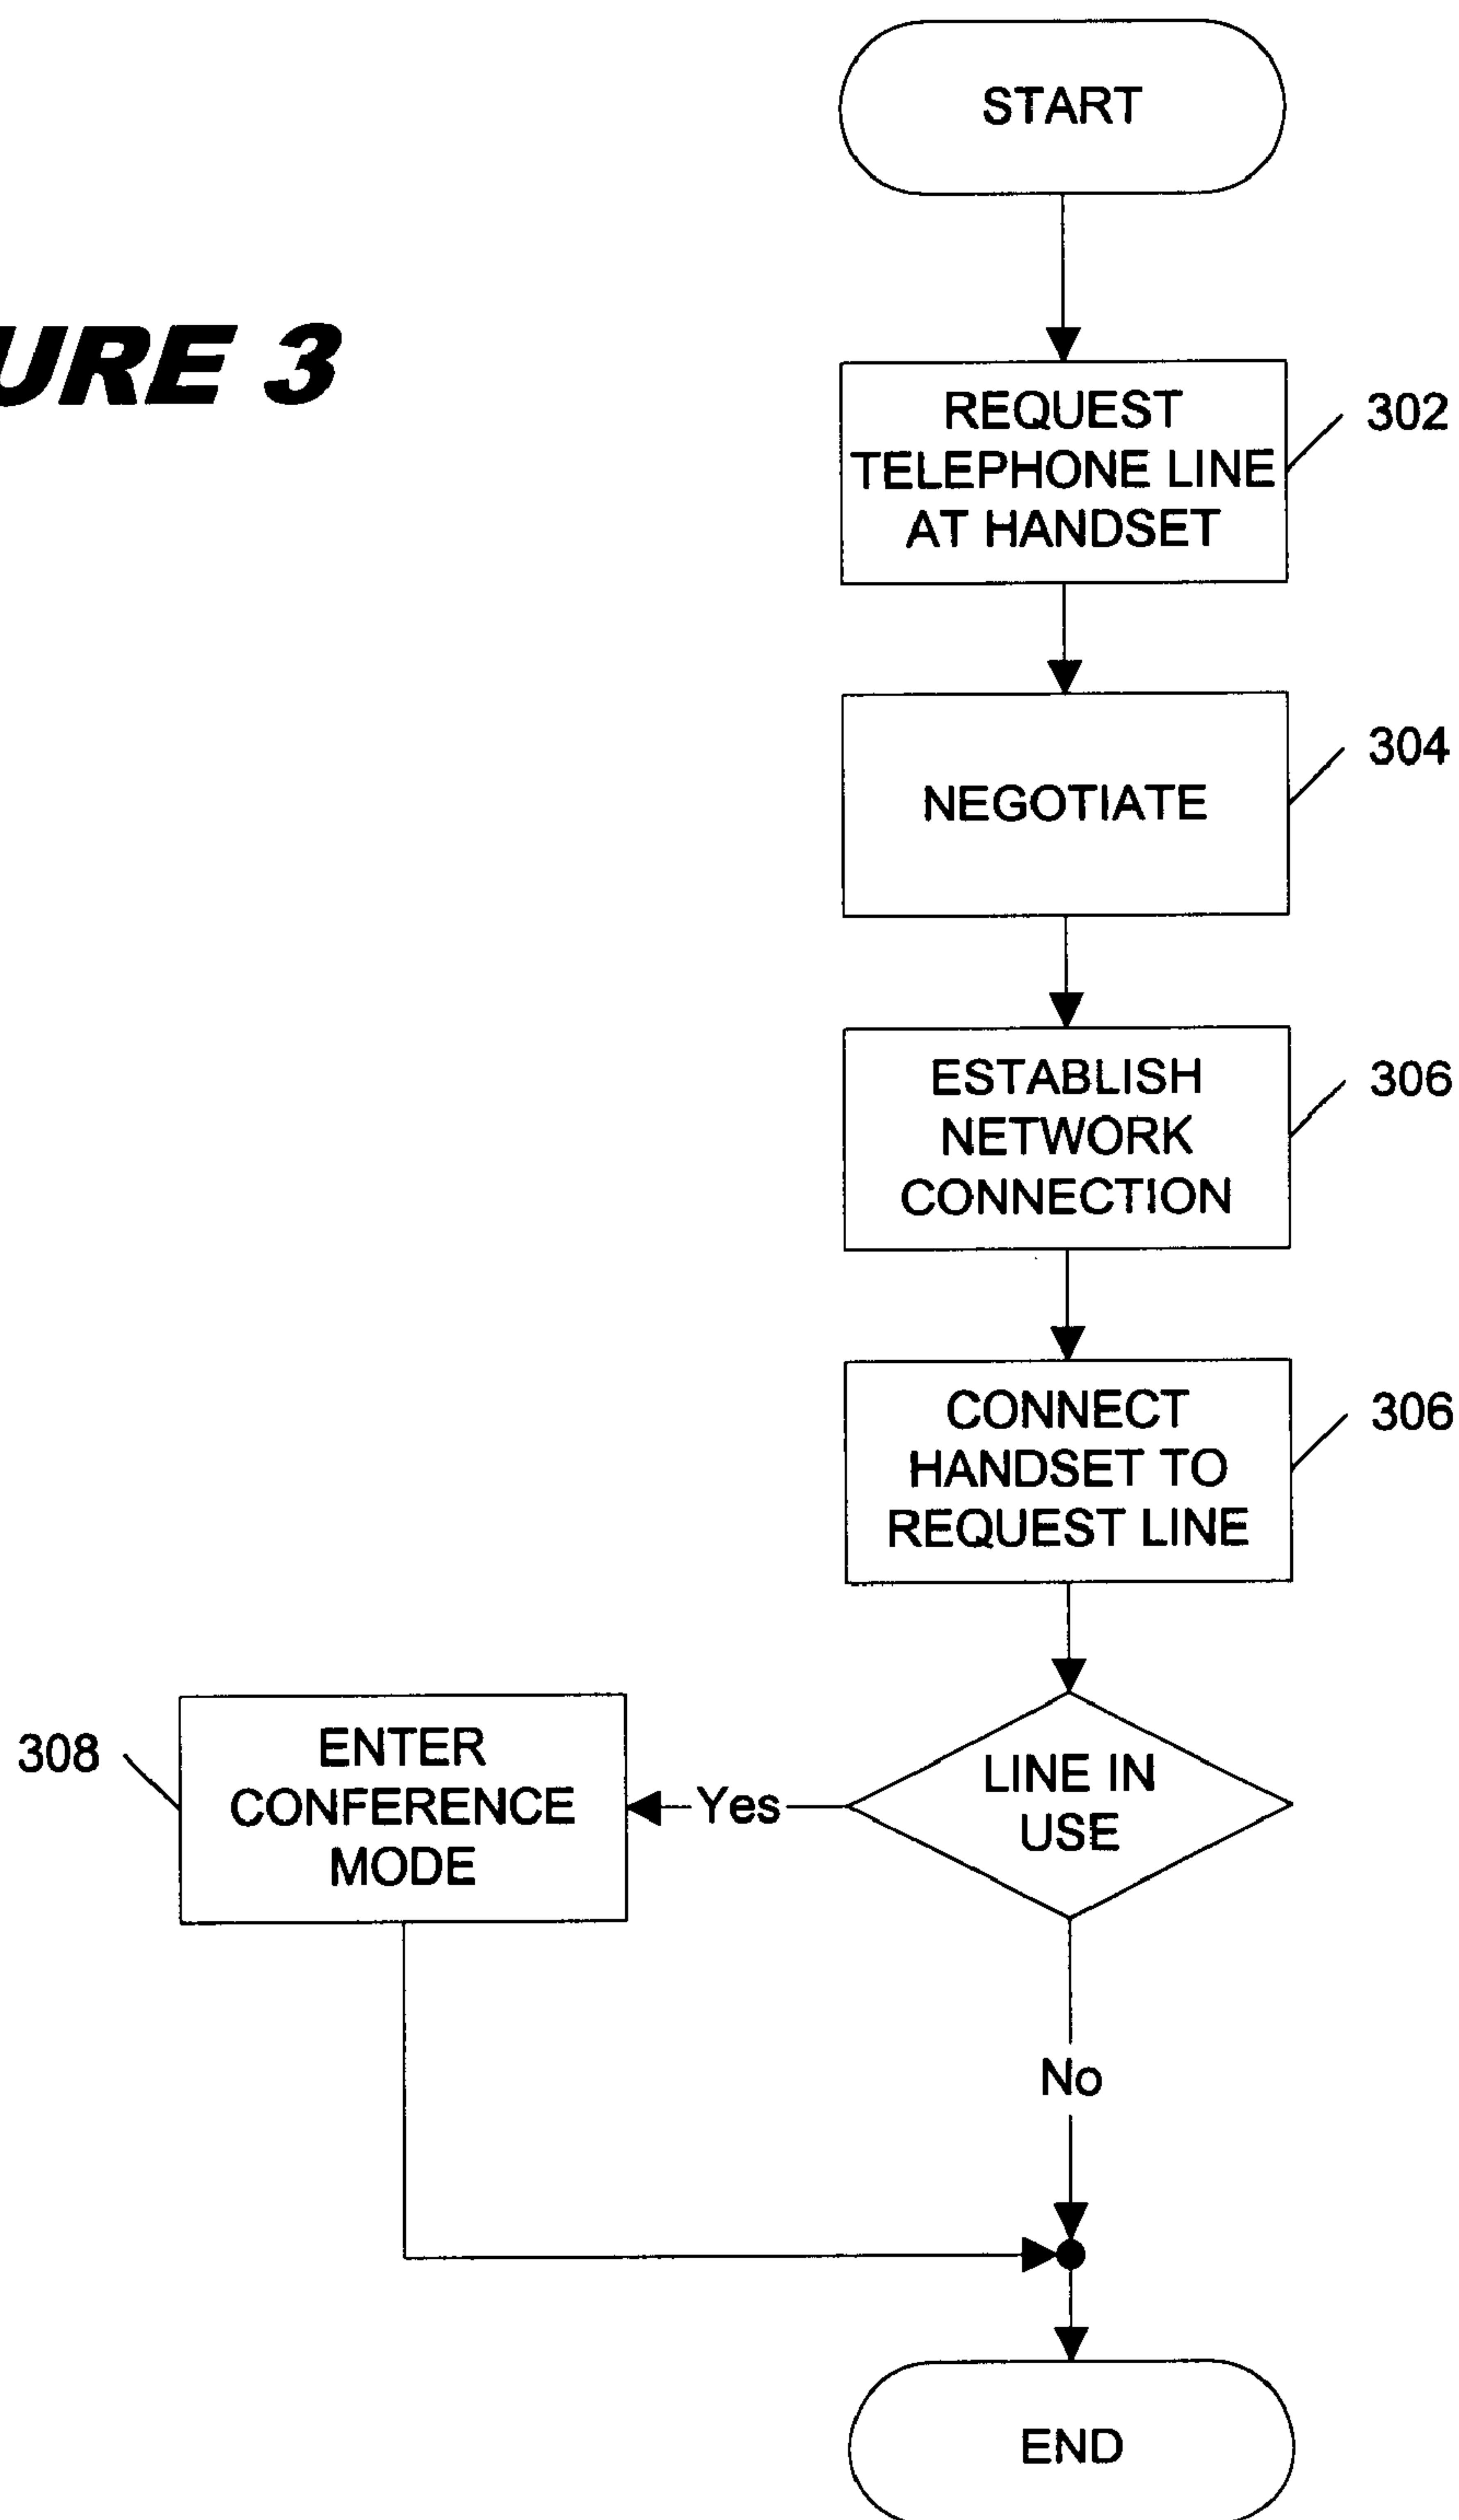 START
URE 3
REQUEST
TELEPHONE LINE
AT HANDSET
302
NEGOTIATE
304
ESTABLISH
NETWORK
CONNECTION
306
CONNECT
HANDSET TO
REQUEST LINE
306
308
ENTER
CONFERENCE
MODE
Yes
LINE IN
USE
No
END